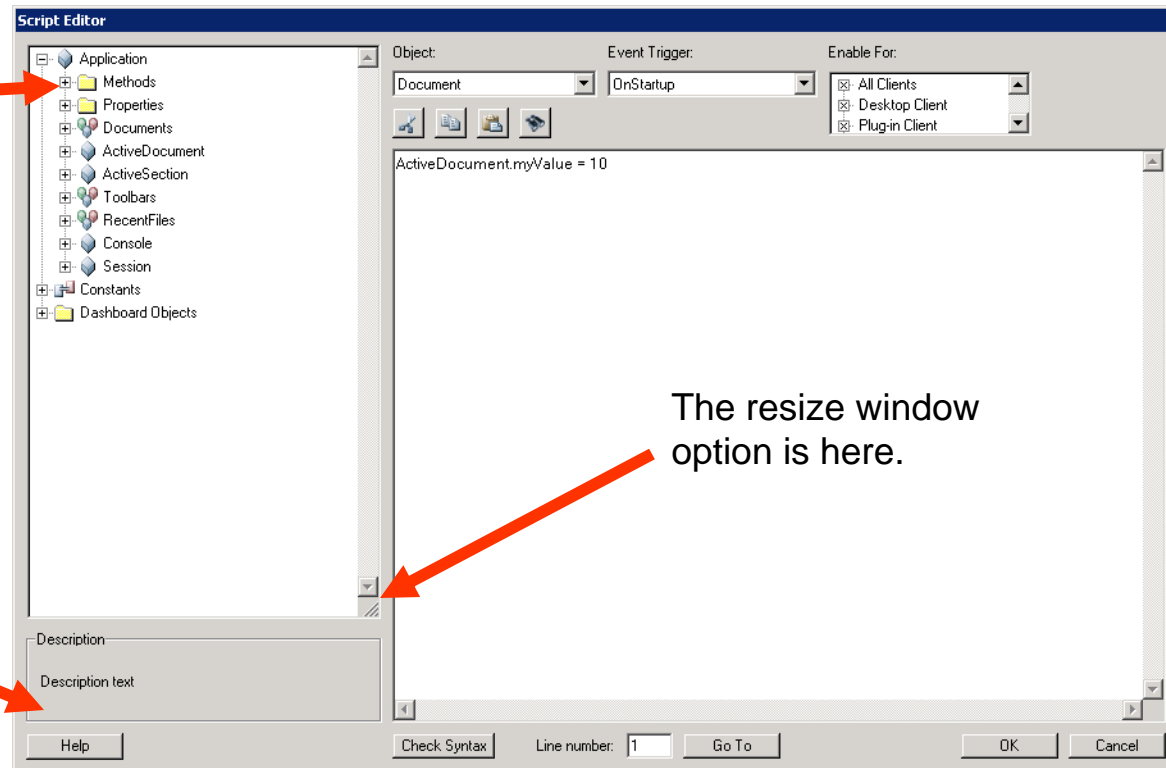 Script Editor
Application
Methods
Properties
Documents
ActiveDocument
ActiveSection
Toolbars
RecentFiles
Console
Session
Constants
Dashboard Objects
Description
Description text
Help
Object:
Event Trigger:
Enable For:
Document
OnStartup
All Clients
Desktop Client
Plug-in Client
ActiveDocument.myValue = 10
The resize window
option is here.
Check Syntax
Line number:
1
Go To
OK
Cancel